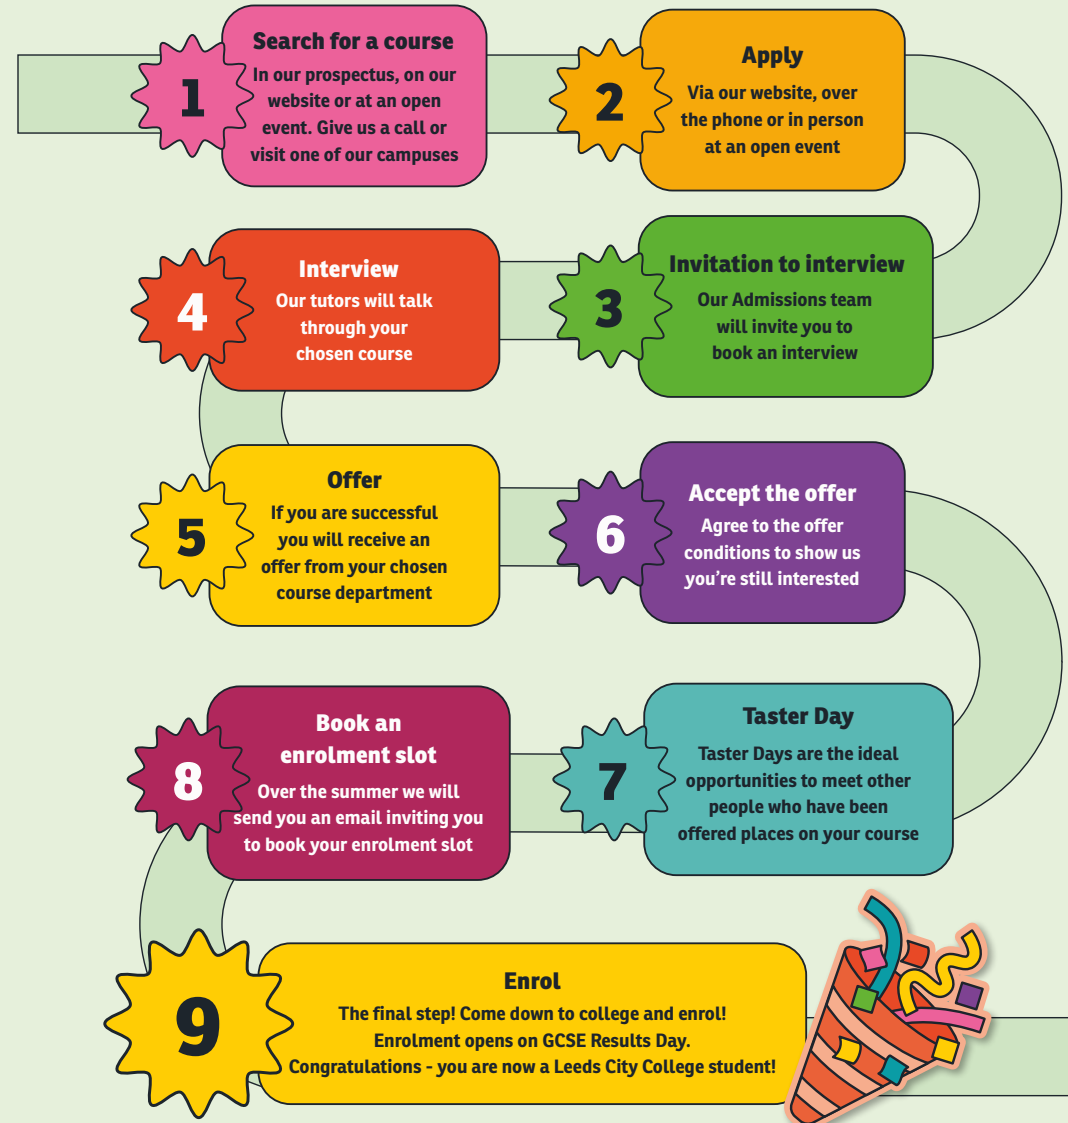 1
Search for a course
In our prospectus, on our
website or at an open
event. Give us a call or
visit one of our campuses
2
Apply
Via our website, over
the phone or in person
at an open event
3
Invitation to interview
Our Admissions team
will invite you to
book an interview
4
Interview
Our tutors will talk
through your
chosen course
5
Offer
If you are successful
you will receive an
offer from your chosen
course department
6
Accept the offer
Agree to the offer
conditions to show us
you’re still interested
7
Taster Day
Taster Days are the ideal
opportunities to meet other
people who have been
offered places on your course
8
Book an
enrolment slot
Over the summer we will
send you an email inviting you
to book your enrolment slot
9
Enrol
The final step! Come down to college and enrol!
Enrolment opens on GCSE Results Day.
Congratulations - you are now a Leeds City College student!